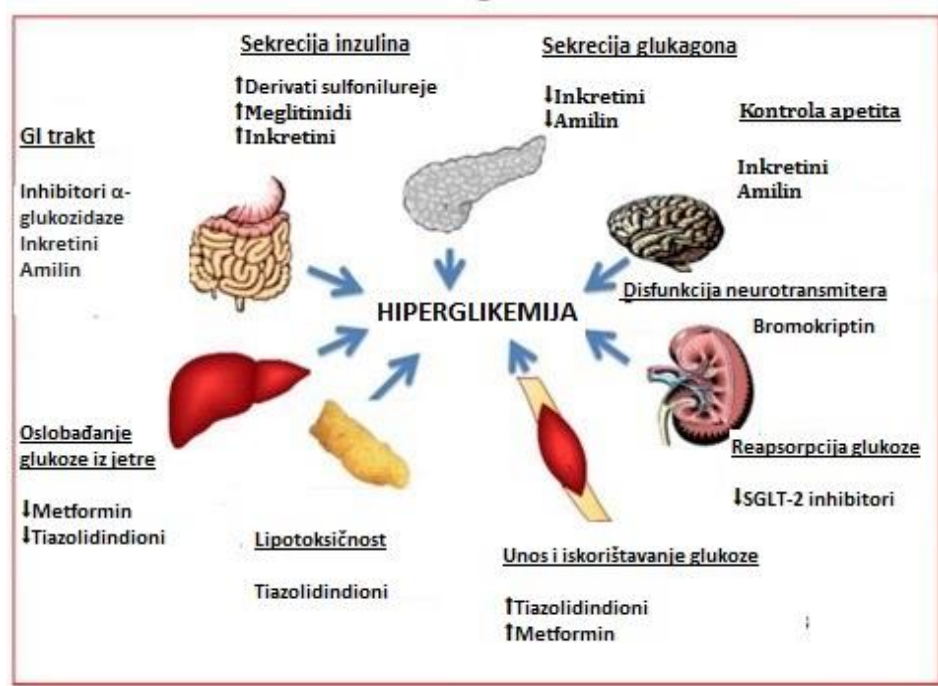 Sekrecija inzulina
↑Derivati sulfonilureje
↑Meglitinidi
↑Inkretini
Sekrecija glukagona
↓Inkretini
↓Amilin
Kontrola apetita
Inkretini
Amilin
GI trakt
Inhibitori α-
glukozidaze
Inkretini
Amilin
HIPERGLIKEMIJA
Disfunkcija neurotransmitera
Bromokriptin
Oslobađanje
glukoze iz jetre
↓Metformin
↓Tiazolidindioni
Lipotoksičnost
Tiazolidindioni
Unos i iskorištavanje glukoze
↑Tiazolidindioni
↑Metformin
Reapsorpcija glukoze
↓SGLT-2 inhibitori